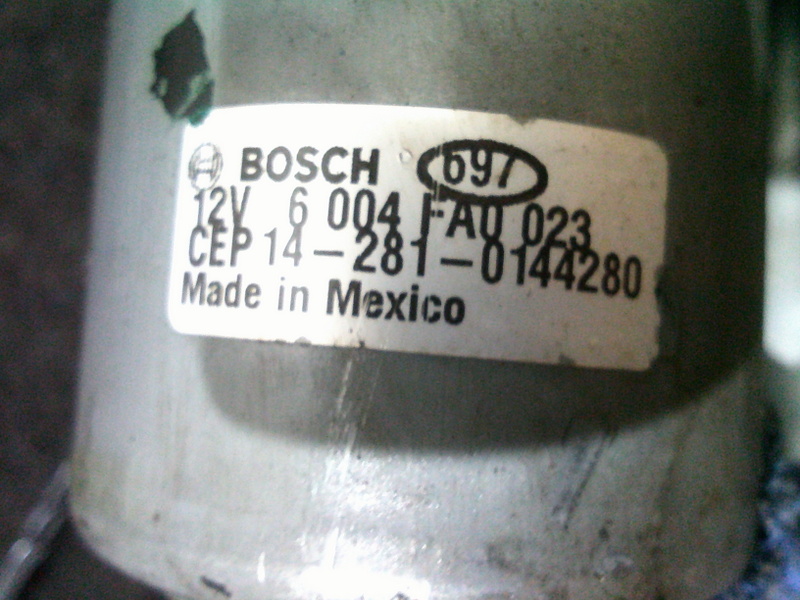 BOSCH 697
12V 6 004 FA0 023
CEP 14-281-0144280
Made in Mexico